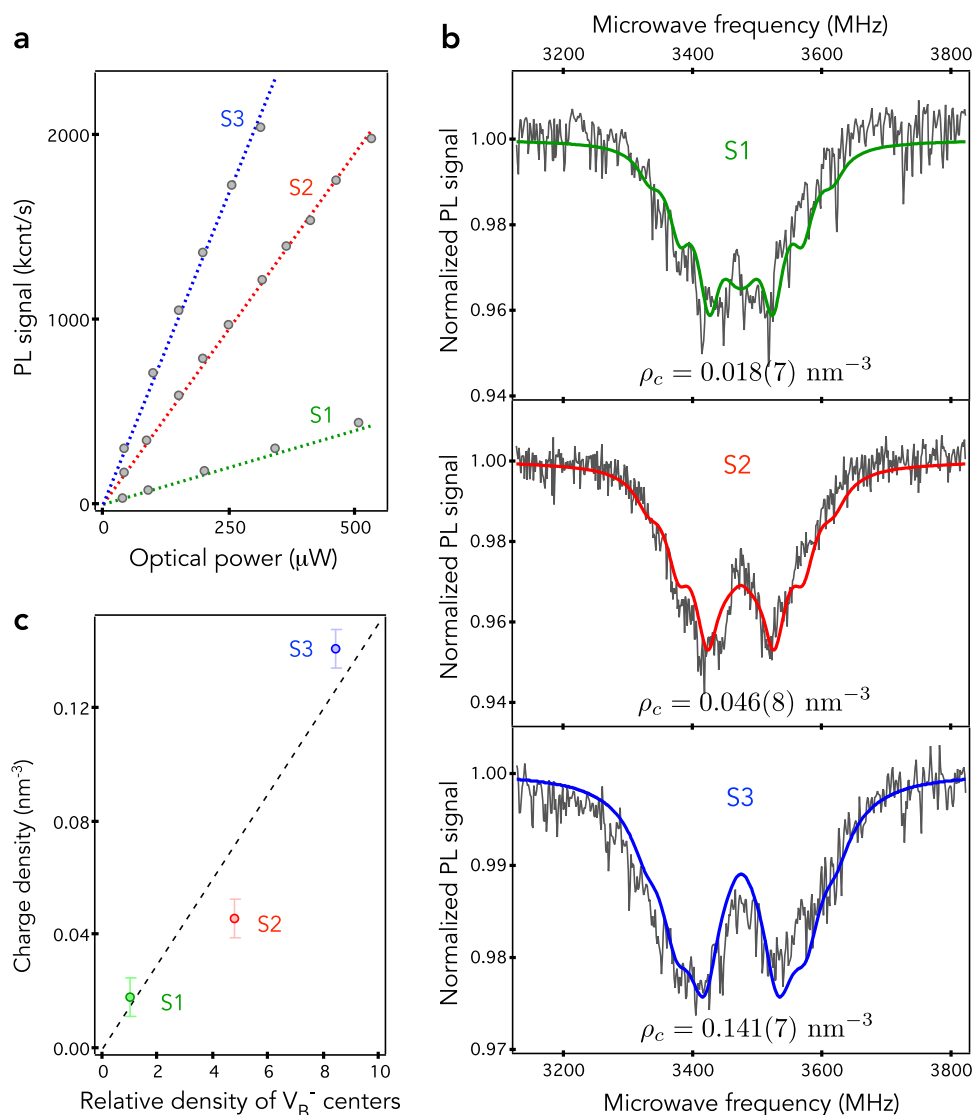 a
PL signal (kcnt/s)
2000
1000
0
S3
S2
S1
0 250 500
Optical power (μW)
b
Microwave frequency (MHz)
3200 3400 3600 3800
Normalized PL signal
1.00
0.98
0.96
0.94
S1
ρc = 0.018(7) nm⁻³
Normalized PL signal
1.00
0.98
0.96
0.94
S2
ρc = 0.046(8) nm⁻³
Normalized PL signal
1.00
0.99
0.98
0.97
S3
ρc = 0.141(7) nm⁻³
3200 3400 3600 3800
Microwave frequency (MHz)
c
Charge density (nm⁻³)
0.12
0.08
0.04
0.00
S3
S2
S1
0 2 4 6 8 10
Relative density of V_B⁻ centers